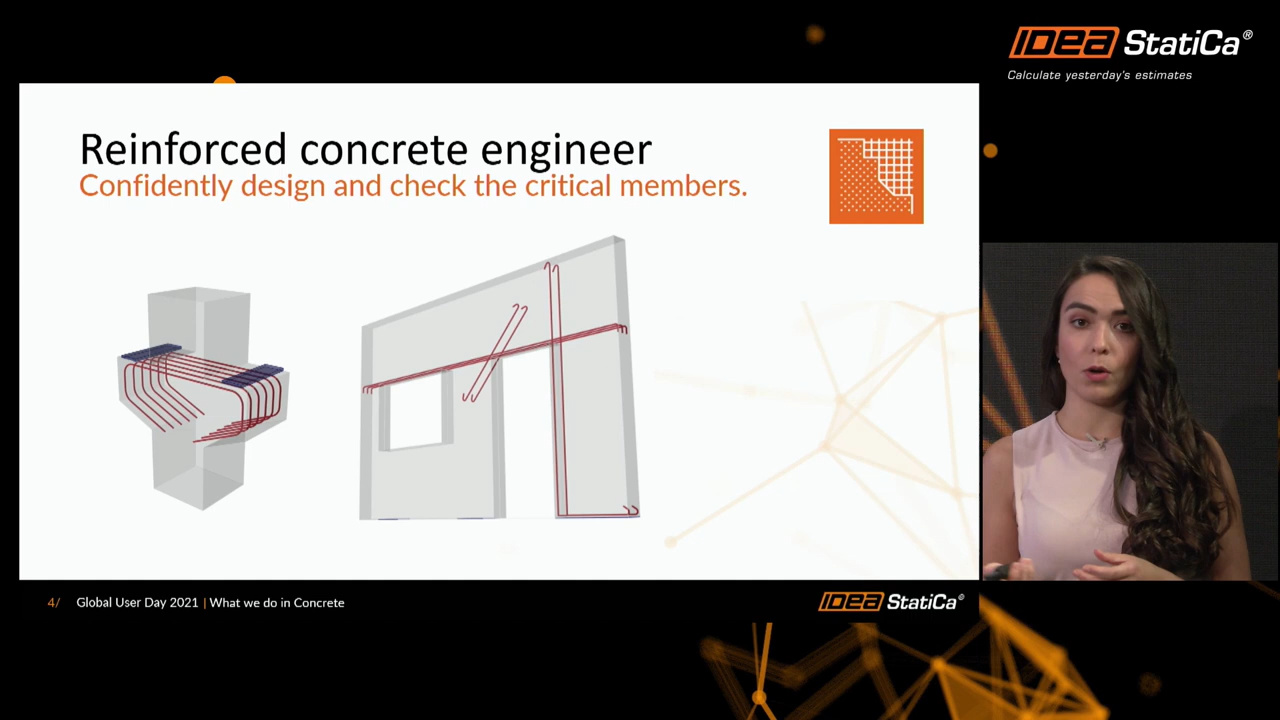 IDEA StatiCa®
Calculate yesterday's estimates
Reinforced concrete engineer
Confidently design and check the critical members.
4/ Global User Day 2021 | What we do in Concrete
IDEA StatiCa®